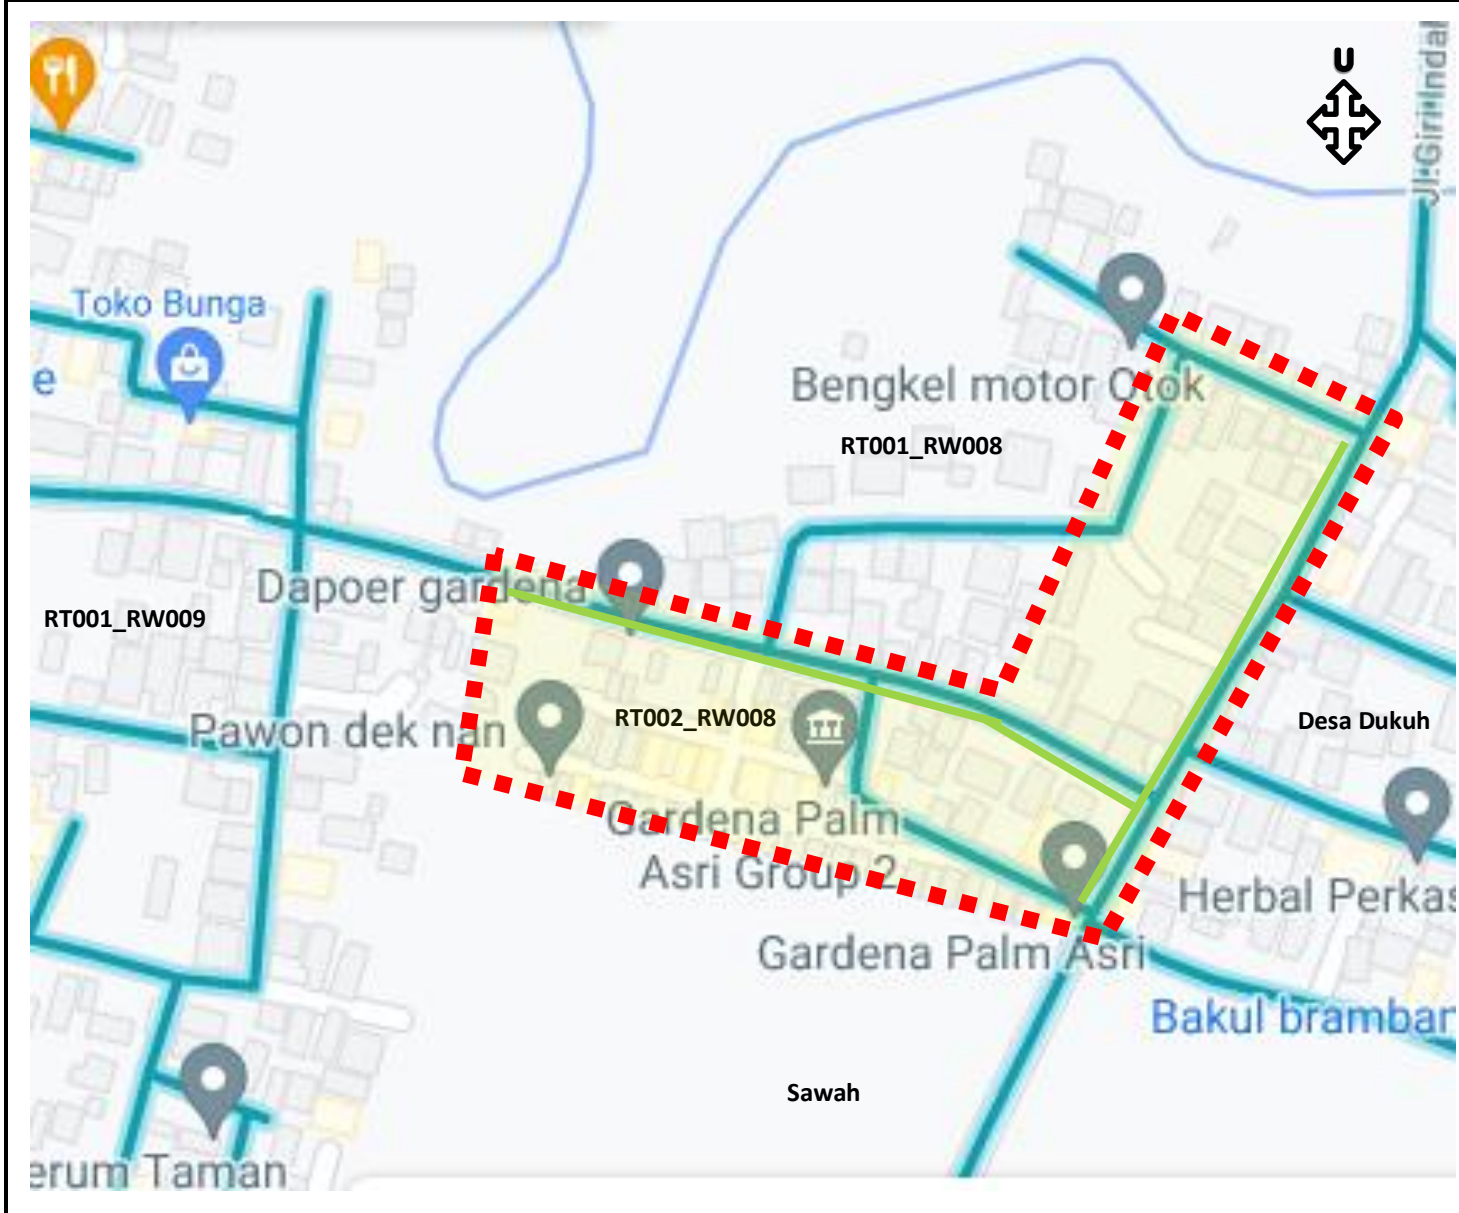 U
Jl. Giri Indah
Toko Bunga
e
Bengkel motor Otok
RT001_RW008
Dapoer gardena
RT001_RW009
Pawon dek nan
RT002_RW008
Desa Dukuh
Gardena Palm
Asri Group 2
Herbal Perkas
Gardena Palm Asri
Bakul bramban
Sawah
erum Taman